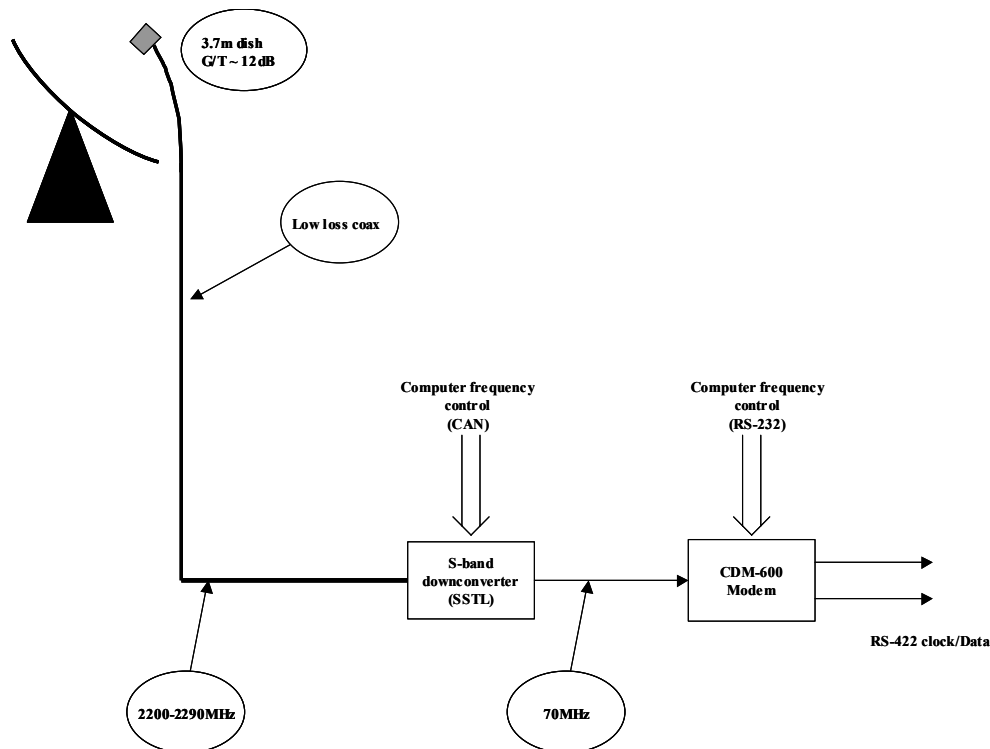 3.7m dish
G/T ~ 12dB
Low loss coax
Computer frequency
control
(CAN)
Computer frequency
control
(RS-232)
S-band
downconverter
(SSTL)
CDM-600
Modem
RS-422 clock/Data
2200-2290MHz
70MHz